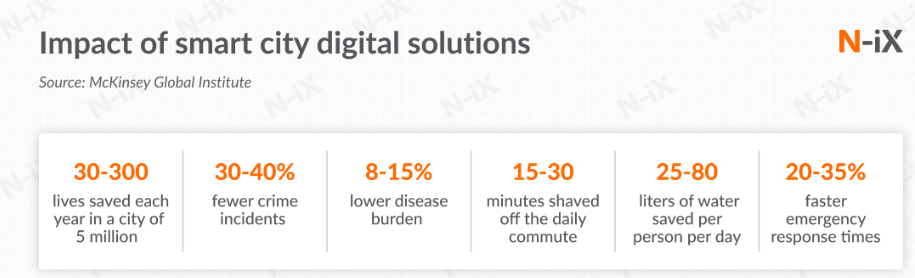 Impact of smart city digital solutions
N-iX
Source: McKinsey Global Institute
30-300
lives saved each
year in a city of
5 million
30-40%
fewer crime
incidents
8-15%
lower disease
burden
15-30
minutes shaved
off the daily
commute
25-80
liters of water
saved per
person per day
20-35%
faster
emergency
response times